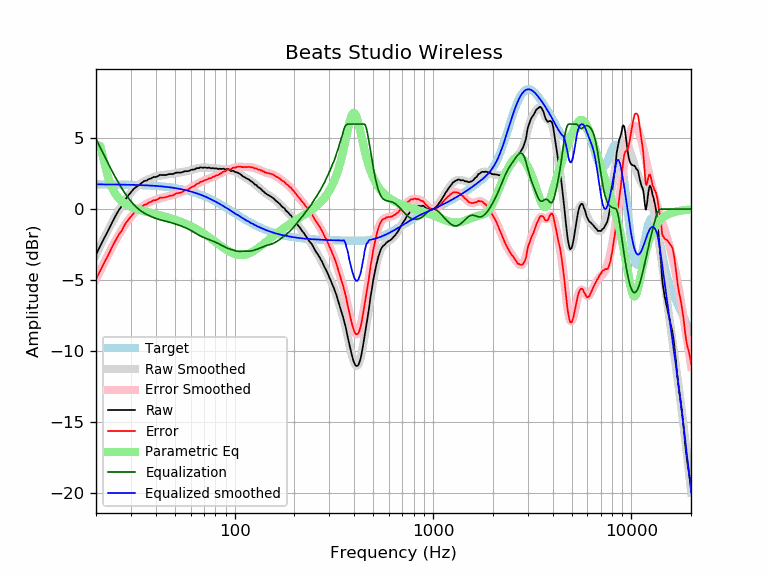 Beats Studio Wireless
Amplitude (dBr)
5
0
−5
−10
−15
−20
Target
Raw Smoothed
Error Smoothed
Raw
Error
Parametric Eq
Equalization
Equalized smoothed
100
1000
10000
Frequency (Hz)